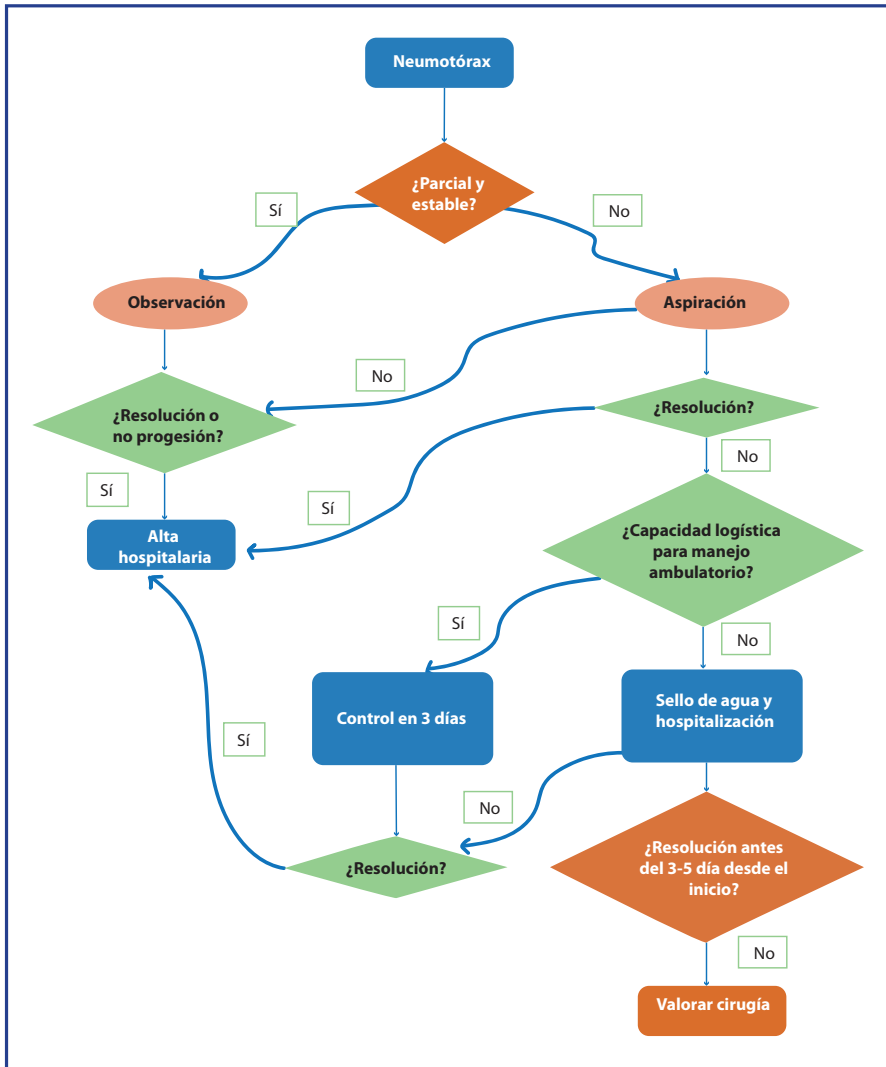 Neumotórax
¿Parcial y
estable?
Sí
No
Observación
Aspiración
No
¿Resolución o
no progesión?
¿Resolución?
No
Sí
Sí
Alta
hospitalaria
¿Capacidad logística
para manejo
ambulatorio?
Sí
No
Control en 3 días
Sello de agua y
hospitalización
Sí
No
¿Resolución?
¿Resolución antes
del 3-5 día desde el
inicio?
No
Valorar cirugía